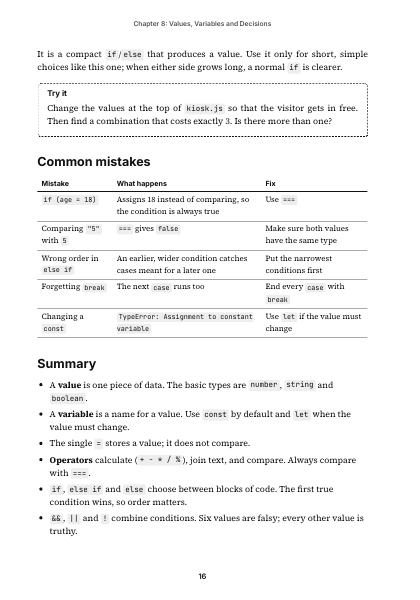 Chapter 8: Values, Variables and Decisions
It is a compact if/else that produces a value. Use it only for short, simple
choices like this one; when either side grows long, a normal if is clearer.
Try it
Change the values at the top of kiosk.js so that the visitor gets in free.
Then find a combination that costs exactly 3. Is there more than one?
Common mistakes
Mistake What happens Fix
if (age = 18) Assigns 18 instead of comparing, so Use ===
the condition is always true
Comparing "5" === gives false Make sure both values
with 5 have the same type
Wrong order in An earlier, wider condition catches Put the narrowest
else if cases meant for a later one conditions first
Forgetting break The next case runs too End every case with
break
Changing a TypeError: Assignment to constant Use let if the value must
const variable change
Summary
• A value is one piece of data. The basic types are number, string and
boolean.
• A variable is a name for a value. Use const by default and let when the
value must change.
• The single = stores a value; it does not compare.
• Operators calculate (+ - * / %), join text, and compare. Always compare
with ===.
• if, else if and else choose between blocks of code. The first true
condition wins, so order matters.
• &&, || and ! combine conditions. Six values are falsy; every other value is
truthy.
16